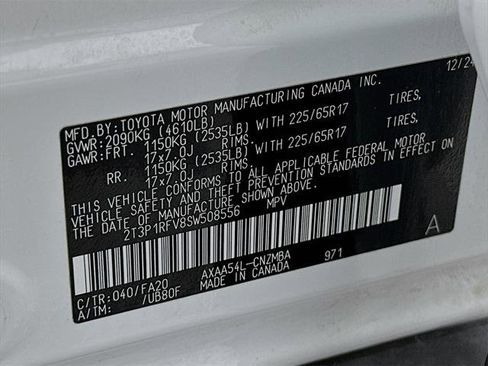 MFD.BY:TOYOTA MOTOR MANUFACTURING CANADA INC. 12/24
GVWR:2090KG (4610LB)
GAWR:FRT. 1150KG (2535LB) WITH 225/65R17 TIRES,
17x7.0J RIMS.
RR. 1150KG (2535LB) WITH 225/65R17 TIRES,
17x7.0J RIMS.
THIS VEHICLE CONFORMS TO ALL APPLICABLE FEDERAL MOTOR
VEHICLE SAFETY AND THEFT PREVENTION STANDARDS IN EFFECT ON
THE DATE OF MANUFACTURE SHOWN ABOVE.
2T3P1RFV8SW508556 MPV
A
C/TR:040/FA20 AXAA54L-CNZMBA 971
A/TM: /UB80F MADE IN CANADA